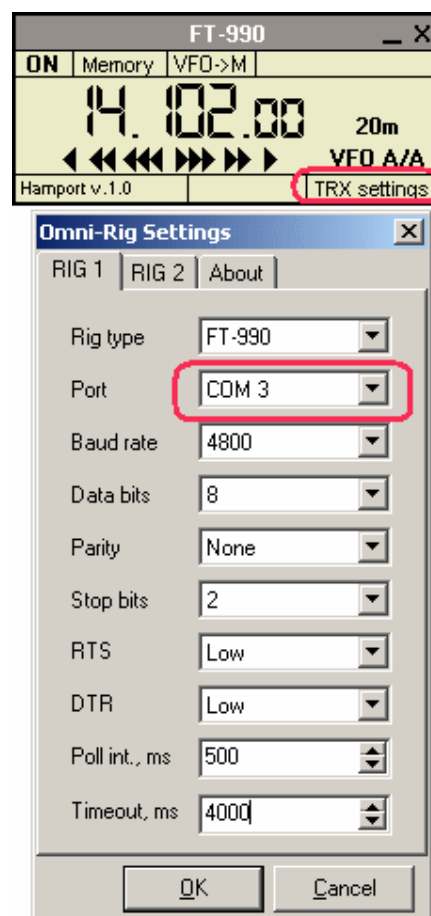 FT-990 _ X
ON Memory VFO->M
14.102.00 20m
VFO A/A
Hamport v.1.0 TRX settings
Omni-Rig Settings X
RIG 1 RIG 2 About
Rig type FT-990
Port COM 3
Baud rate 4800
Data bits 8
Parity None
Stop bits 2
RTS Low
DTR Low
Poll int., ms 500
Timeout, ms 4000
OK Cancel